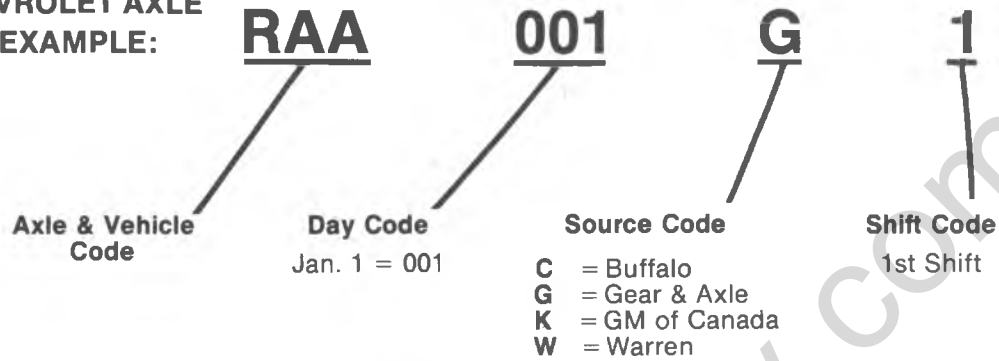 EXAMPLE:
RAA 001 G 1
Axle & Vehicle
Code
Day Code
Jan. 1 = 001
Source Code
C = Buffalo
G = Gear & Axle
K = GM of Canada
W = Warren
Shift Code
1st Shift